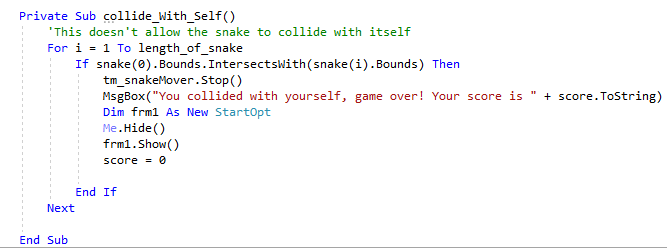 Private Sub collide_With_Self()
'This doesn't allow the snake to collide with itself
For i = 1 To length_of_snake
If snake(0).Bounds.IntersectsWith(snake(i).Bounds) Then
tm_snakeMover.Stop()
MsgBox("You collided with yourself, game over! Your score is " + score.ToString)
Dim frm1 As New StartOpt
Me.Hide()
frm1.Show()
score = 0
End If
Next
End Sub